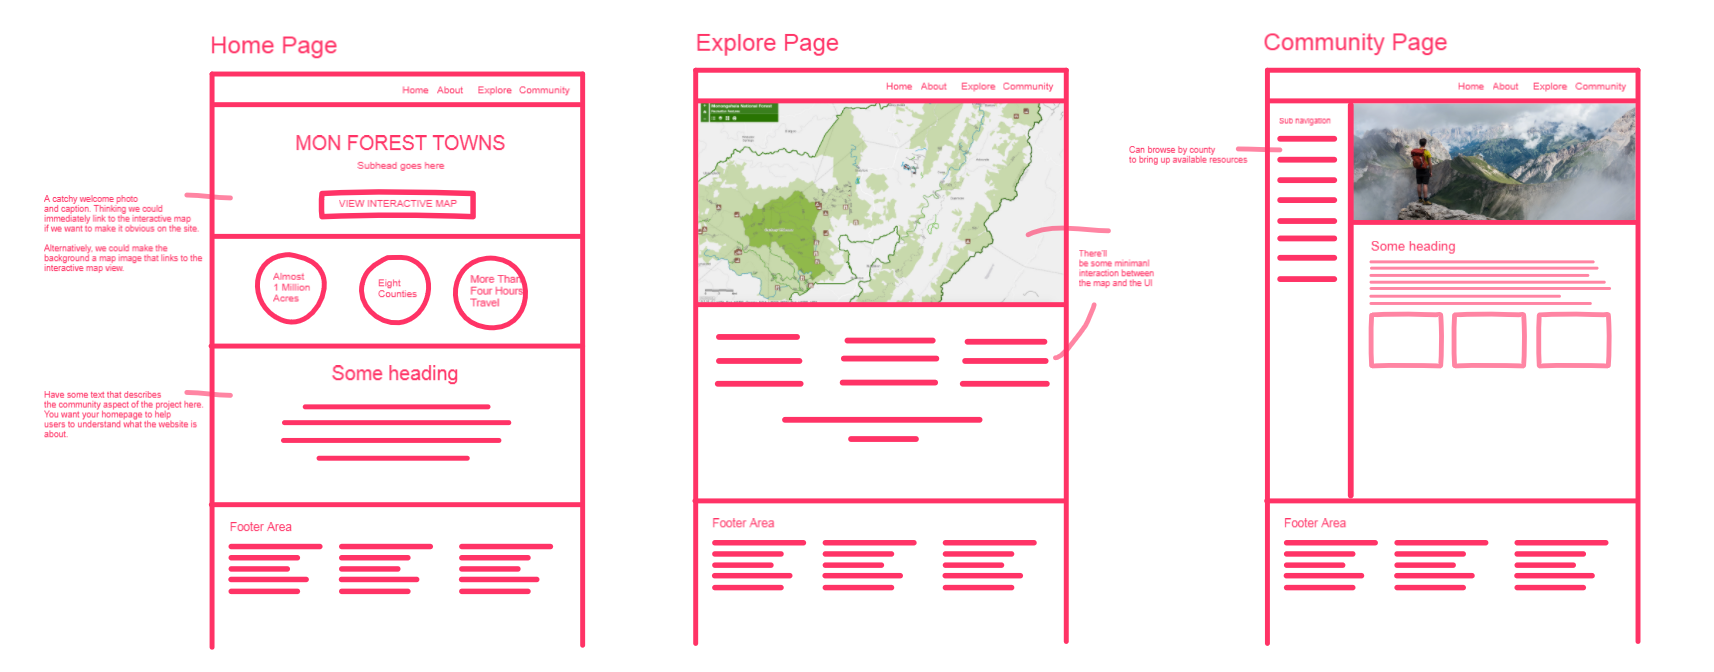 Home Page
Home About Explore Community
MON FOREST TOWNS
Subhead goes here
VIEW INTERACTIVE MAP
A catchy welcome photo
and caption. Thinking we could
immediately link to the interactive map
if we want to make it obvious on the site.
Alternatively, we could make the
background a map image that links to the
interactive map view.
Almost
1 Million
Acres
Eight
Counties
More Than
Four Hours
Travel
Some heading
Have some text that describes
the community aspect of the project here.
You want your homepage to help
users to understand what the website is
about.
Footer Area
Explore Page
Home About Explore Community
Monongahela National Forest
There'll
be some minimanl
interaction between
the map and the UI
Footer Area
Community Page
Home About Explore Community
Sub navigation
Can browse by county
to bring up available resources
Some heading
Footer Area